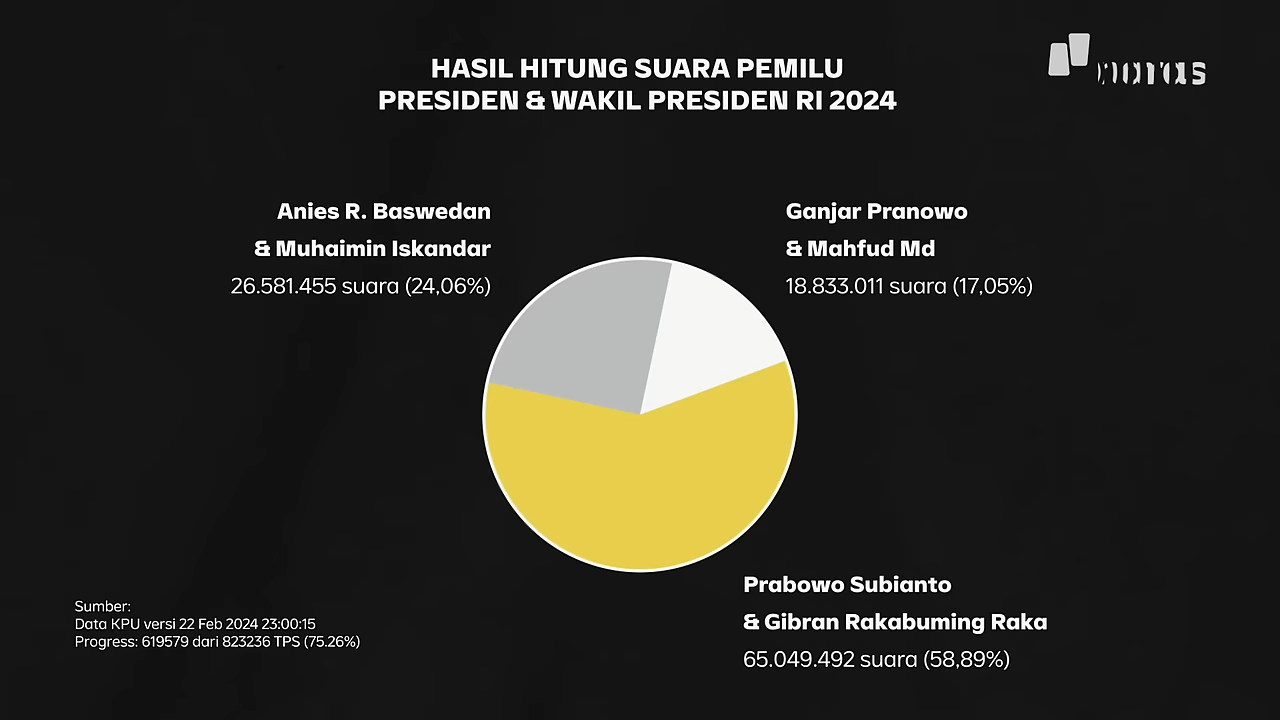 HASIL HITUNG SUARA PEMILU
PRESIDEN & WAKIL PRESIDEN RI 2024
Anies R. Baswedan
& Muhaimin Iskandar
26.581.455 suara (24,06%)
Ganjar Pranowo
& Mahfud Md
18.833.011 suara (17,05%)
Prabowo Subianto
& Gibran Rakabuming Raka
65.049.492 suara (58,89%)
Sumber:
Data KPU versi 22 Feb 2024 23:00:15
Progress: 619579 dari 823236 TPS (75.26%)